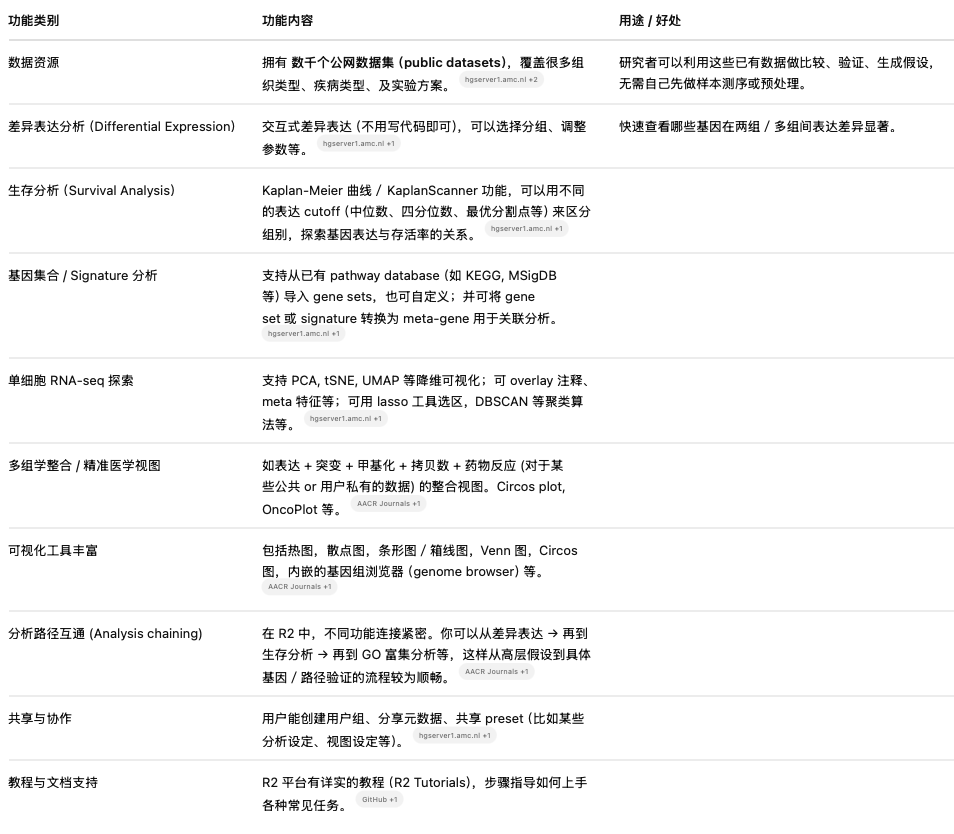 功能类别 功能内容 用途 / 好处
数据资源 拥有 数千个公网数据集 (public datasets)，覆盖很多组 研究者可以利用这些已有数据做比较、验证、生成假设，
织类型、疾病类型、及实验方案。 hgserver1.amc.nl +2 无需自己先做样本测序或预处理。
差异表达分析 (Differential Expression) 交互式差异表达 (不用写代码即可)，可以选择分组、调整 快速查看哪些基因在两组 / 多组间表达差异显著。
参数等。 hgserver1.amc.nl +1
生存分析 (Survival Analysis) Kaplan-Meier 曲线 / KaplanScanner 功能，可以用不同
的表达 cutoff (中位数、四分位数、最优分割点等) 来区分
组别，探索基因表达与存活率的关系。 hgserver1.amc.nl +1
基因集合 / Signature 分析 支持从已有 pathway database (如 KEGG, MSigDB
等) 导入 gene sets，也可自定义；并可将 gene
set 或 signature 转换为 meta-gene 用于关联分析。
hgserver1.amc.nl +1
单细胞 RNA-seq 探索 支持 PCA, tSNE, UMAP 等降维可视化；可 overlay 注释、
meta 特征等；可用 lasso 工具选区，DBSCAN 等聚类算
法等。 hgserver1.amc.nl +1
多组学整合 / 精准医学视图 如表达 + 突变 + 甲基化 + 拷贝数 + 药物反应 (对于某
些公共 or 用户私有的数据) 的整合视图。Circos plot,
OncoPlot 等。 AACR Journals +1
可视化工具丰富 包括热图，散点图，条形图 / 箱线图，Venn 图，Circos
图，内嵌的基因组浏览器 (genome browser) 等。
AACR Journals +1
分析路径互通 (Analysis chaining) 在 R2 中，不同功能连接紧密。你可以从差异表达 → 再到
生存分析 → 再到 GO 富集分析等，这样从高层假设到具体
基因 / 路径验证的流程较为顺畅。 AACR Journals +1
共享与协作 用户能创建用户组、分享元数据、共享 preset (比如某些
分析设定、视图设定等)。 hgserver1.amc.nl +1
教程与文档支持 R2 平台有详实的教程 (R2 Tutorials)，步骤指导如何上手
各种常见任务。 GitHub +1